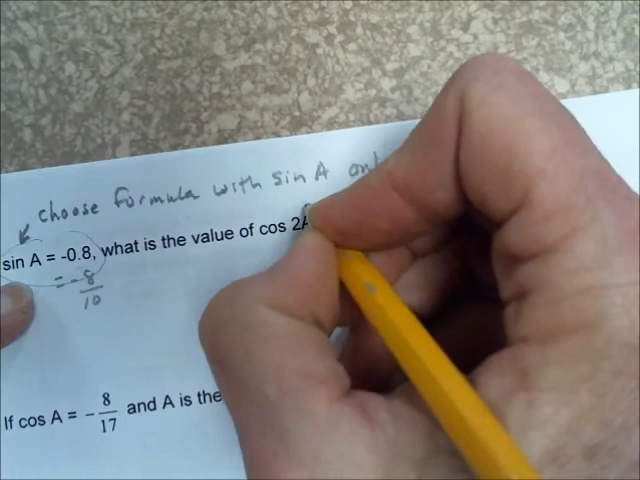 choose formula with sin A
sin A = -0.8, what is the value of cos 2A
= - 8/10
If cos A = - 8/17 and A is the